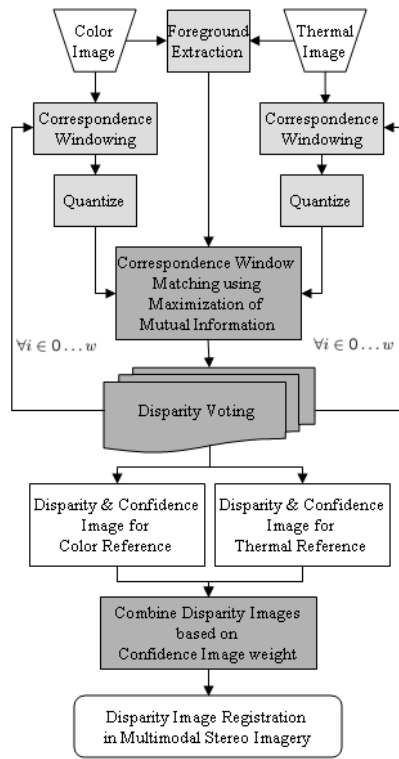 Color
Image
Foreground
Extraction
Thermal
Image
Correspondence
Windowing
Correspondence
Windowing
Quantize
Quantize
Correspondence Window
Matching using
Maximization of
Mutual Information
∀i ∈ 0 . . . w
∀i ∈ 0 . . . w
Disparity Voting
Disparity & Confidence
Image for
Color Reference
Disparity & Confidence
Image for
Thermal Reference
Combine Disparity Images
based on
Confidence Image weight
Disparity Image Registration
in Multimodal Stereo Imagery